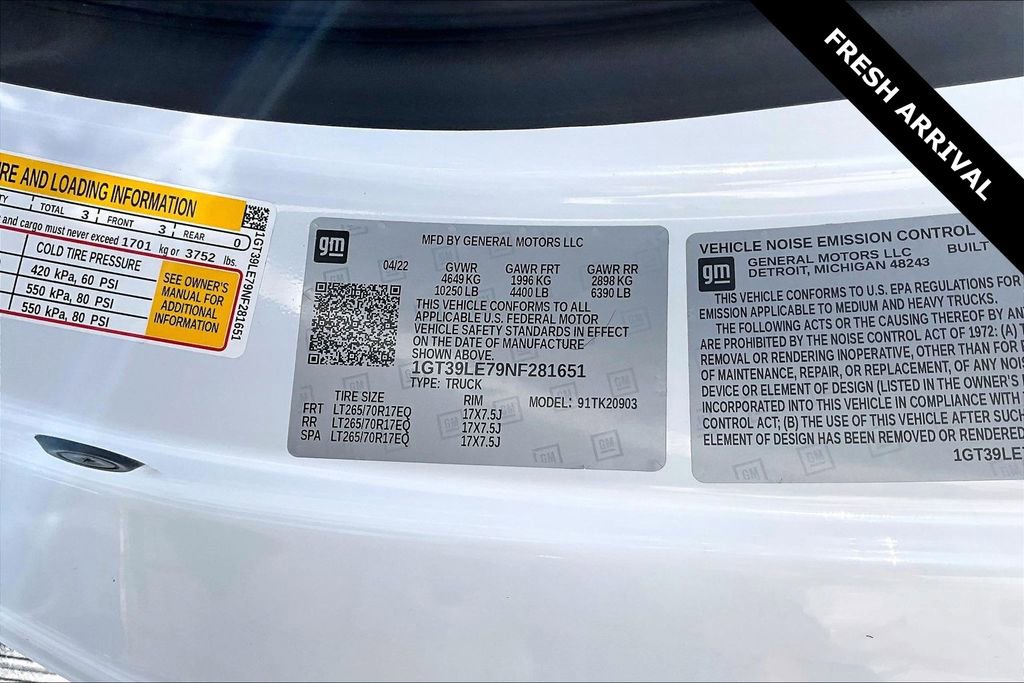 FRESH ARRIVAL
RE AND LOADING INFORMATION
TOTAL 3 FRONT 3 REAR 0
and cargo must never exceed 1701 kg or 3752 lbs.
COLD TIRE PRESSURE
420 kPa, 60 PSI
550 kPa, 80 PSI
550 kPa, 80 PSI
SEE OWNER'S
MANUAL FOR
ADDITIONAL
INFORMATION
1GT39LE79NF281651
gm
MFD BY GENERAL MOTORS LLC
04/22
GVWR GAWR FRT GAWR RR
4649 KG 1996 KG 2898 KG
10250 LB 4400 LB 6390 LB
THIS VEHICLE CONFORMS TO ALL
APPLICABLE U.S. FEDERAL MOTOR
VEHICLE SAFETY STANDARDS IN EFFECT
ON THE DATE OF MANUFACTURE
SHOWN ABOVE.
1GT39LE79NF281651
TYPE: TRUCK
TIRE SIZE RIM MODEL: 91TK20903
FRT LT265/70R17EQ 17X7.5J
RR LT265/70R17EQ 17X7.5J
SPA LT265/70R17EQ 17X7.5J
VEHICLE NOISE EMISSION CONTROL
gm
GENERAL MOTORS LLC BUILT
DETROIT, MICHIGAN 48243
THIS VEHICLE CONFORMS TO U.S. EPA REGULATIONS FOR
EMISSION APPLICABLE TO MEDIUM AND HEAVY TRUCKS.
THE FOLLOWING ACTS OR THE CAUSING THEREOF BY AN
ARE PROHIBITED BY THE NOISE CONTROL ACT OF 1972: (A) T
REMOVAL OR RENDERING INOPERATIVE, OTHER THAN FOR
OF MAINTENANCE, REPAIR, OR REPLACEMENT, OF ANY NOIS
DEVICE OR ELEMENT OF DESIGN (LISTED IN THE OWNER'S
INCORPORATED INTO THIS VEHICLE IN COMPLIANCE WITH
CONTROL ACT; (B) THE USE OF THIS VEHICLE AFTER SUCH
ELEMENT OF DESIGN HAS BEEN REMOVED OR RENDERED
1GT39LE7